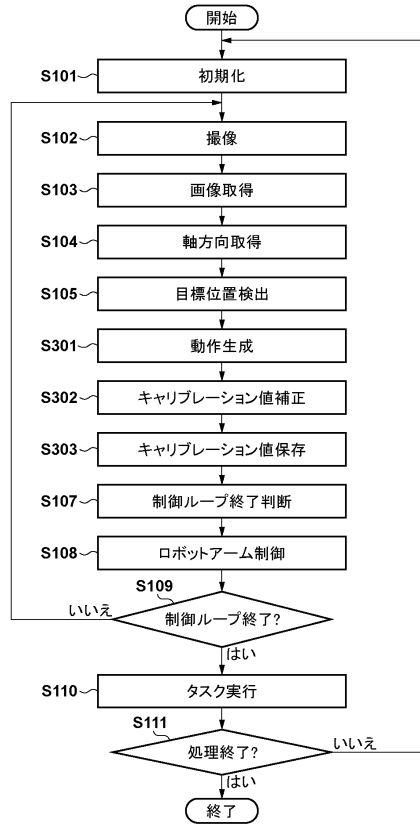 開始
S101 初期化
S102 撮像
S103 画像取得
S104 軸方向取得
S105 目標位置検出
S301 動作生成
S302 キャリブレーション値補正
S303 キャリブレーション値保存
S107 制御ループ終了判断
S108 ロボットアーム制御
S109
いいえ 制御ループ終了?
はい
S110 タスク実行
S111
処理終了? いいえ
はい
終了